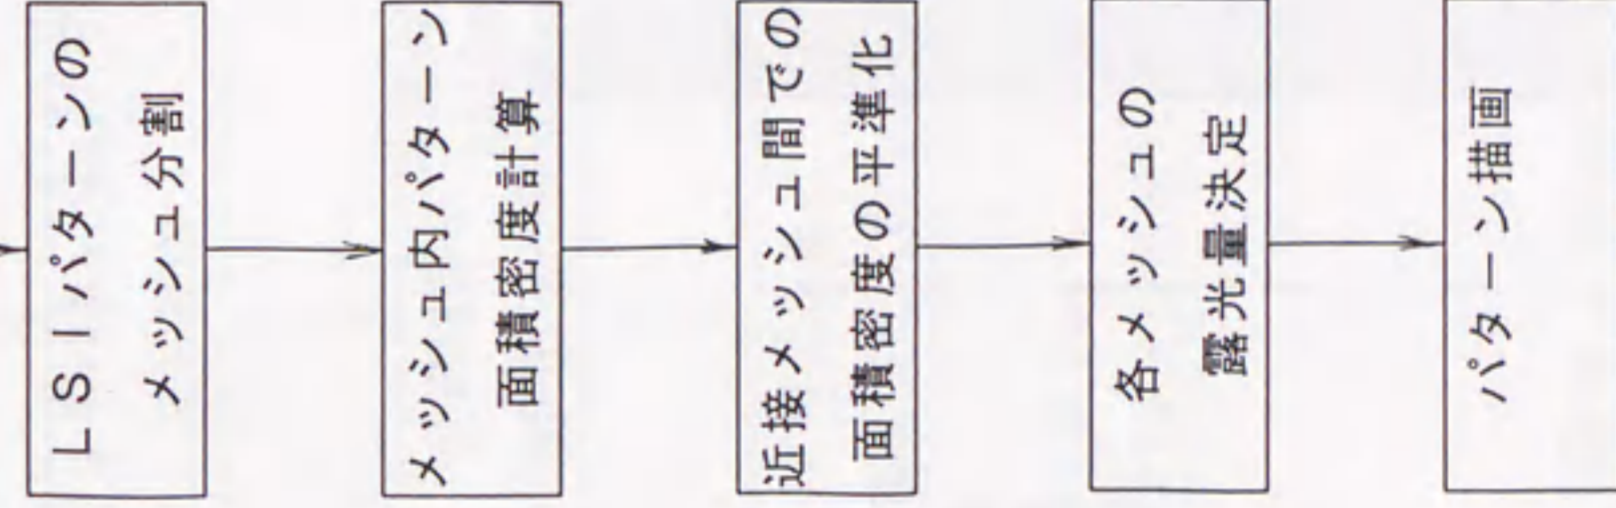 LSIパターンの
メッシュ分割
メッシュ内パターン
面積密度計算
近接メッシュ間での
面積密度の平準化
各メッシュの
露光量決定
パターン描画